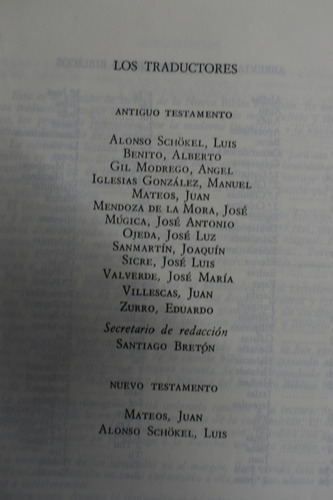 LOS TRADUCTORES
ANTIGUO TESTAMENTO
ALONSO SCHÖKEL, LUIS
BENITO, ALBERTO
GIL MODREGO, ANGEL
IGLESIAS GONZÁLEZ, MANUEL
MATEOS, JUAN
MENDOZA DE LA MORA, JOSÉ
MÚGICA, JOSÉ ANTONIO
OJEDA, JOSÉ LUZ
SANMARTÍN, JOAQUÍN
SICRE, JOSÉ LUIS
VALVERDE, JOSÉ MARÍA
VILLESCAS, JUAN
ZURRO, EDUARDO
Secretario de redacción
SANTIAGO BRETÓN
NUEVO TESTAMENTO
MATEOS, JUAN
ALONSO SCHÖKEL, LUIS